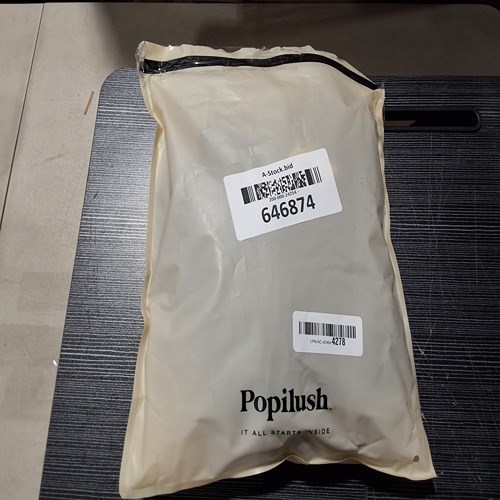 A-Stock.bid
646874
4278
Popilush
IT ALL STARTS INSIDE